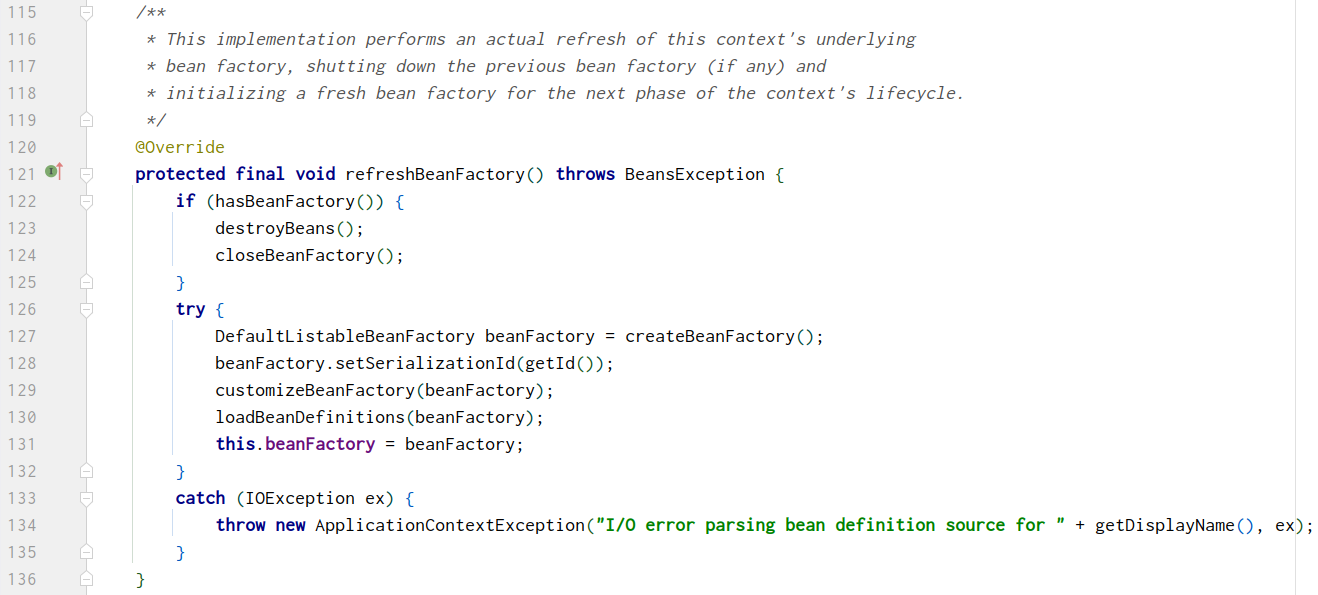 115 /**
116  * This implementation performs an actual refresh of this context's underlying
117  * bean factory, shutting down the previous bean factory (if any) and
118  * initializing a fresh bean factory for the next phase of the context's lifecycle.
119  */
120 @Override
121 protected final void refreshBeanFactory() throws BeansException {
122     if (hasBeanFactory()) {
123         destroyBeans();
124         closeBeanFactory();
125     }
126     try {
127         DefaultListableBeanFactory beanFactory = createBeanFactory();
128         beanFactory.setSerializationId(getId());
129         customizeBeanFactory(beanFactory);
130         loadBeanDefinitions(beanFactory);
131         this.beanFactory = beanFactory;
132     }
133     catch (IOException ex) {
134         throw new ApplicationContextException("I/O error parsing bean definition source for " + getDisplayName(), ex);
135     }
136 }